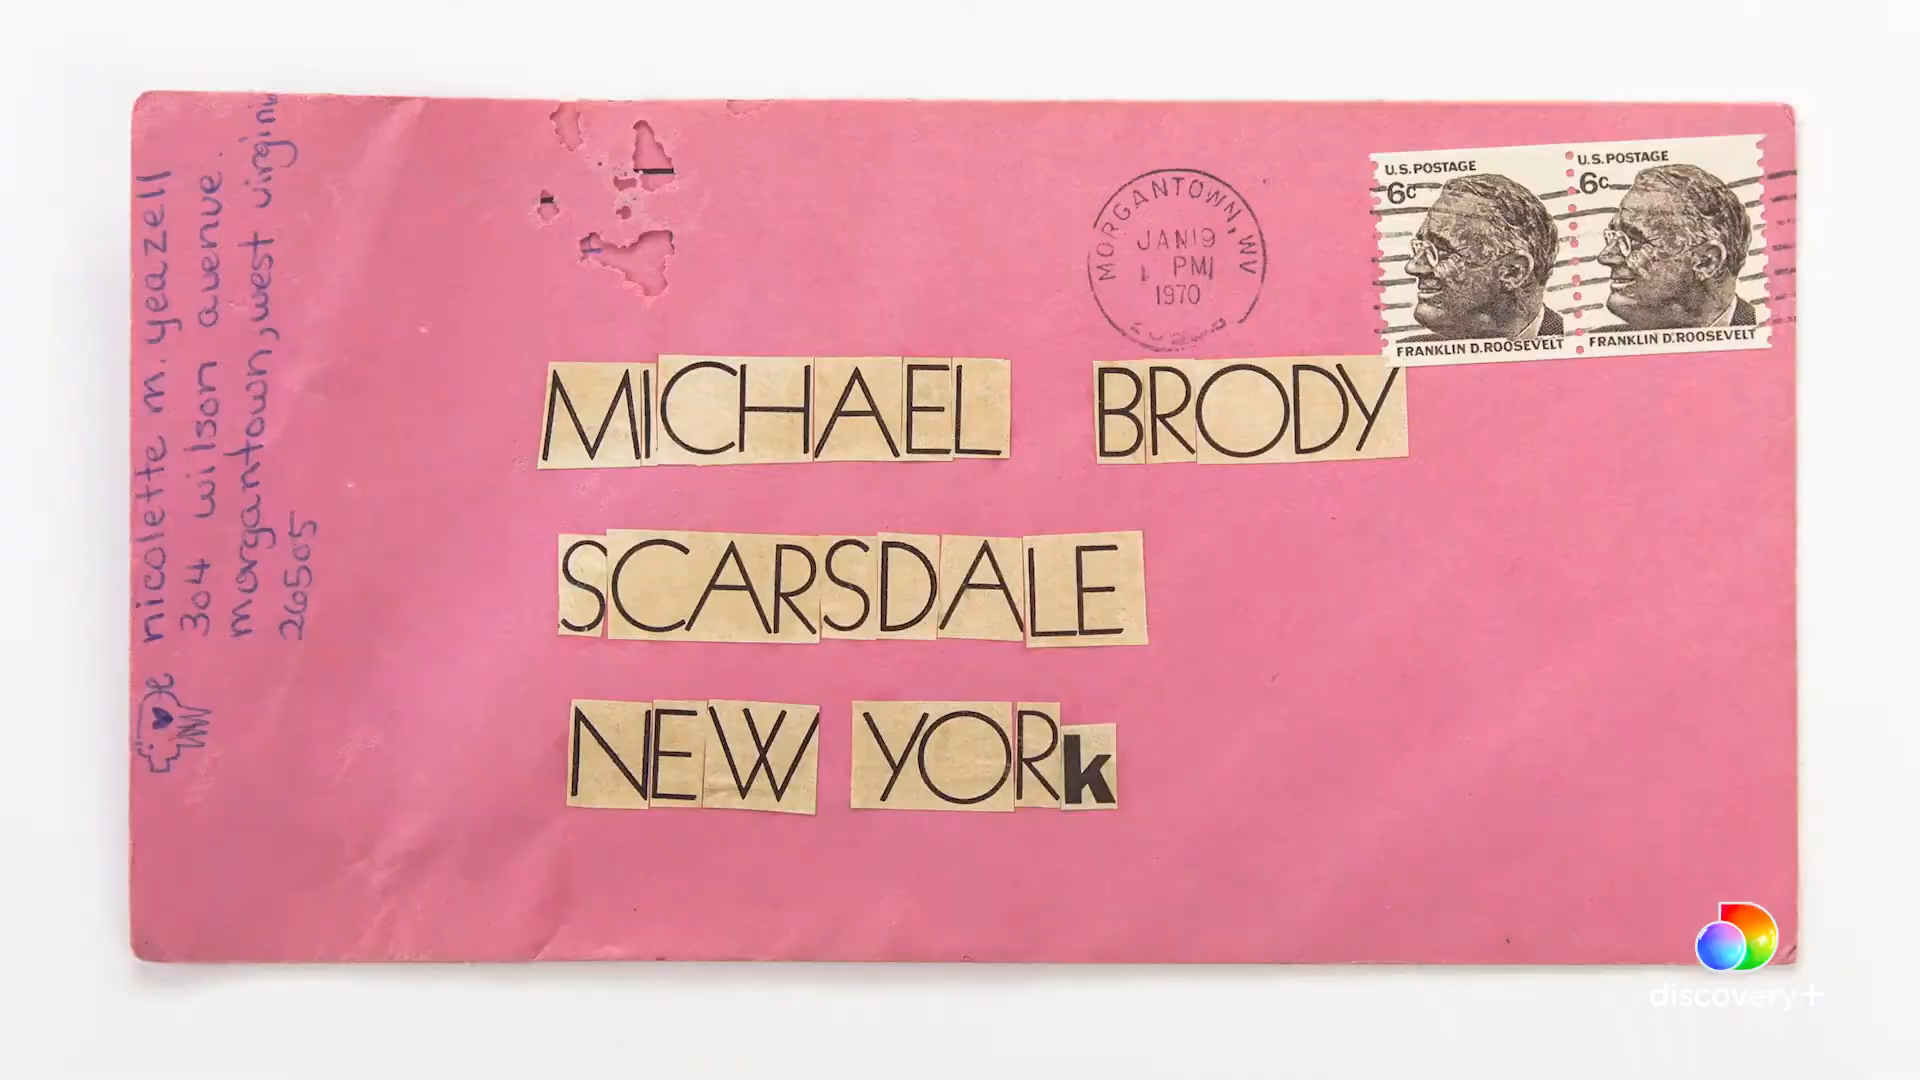 nicolette m. yeazell
304 wilson avenue.
morgantown, west virginia
26505
MORGANTOWN, WV
JAN 19
PM
1970
U.S. POSTAGE
6c
FRANKLIN D. ROOSEVELT
U.S. POSTAGE
6c
FRANKLIN D. ROOSEVELT
MICHAEL BRODY
SCARSDALE
NEW YORk
discovery+